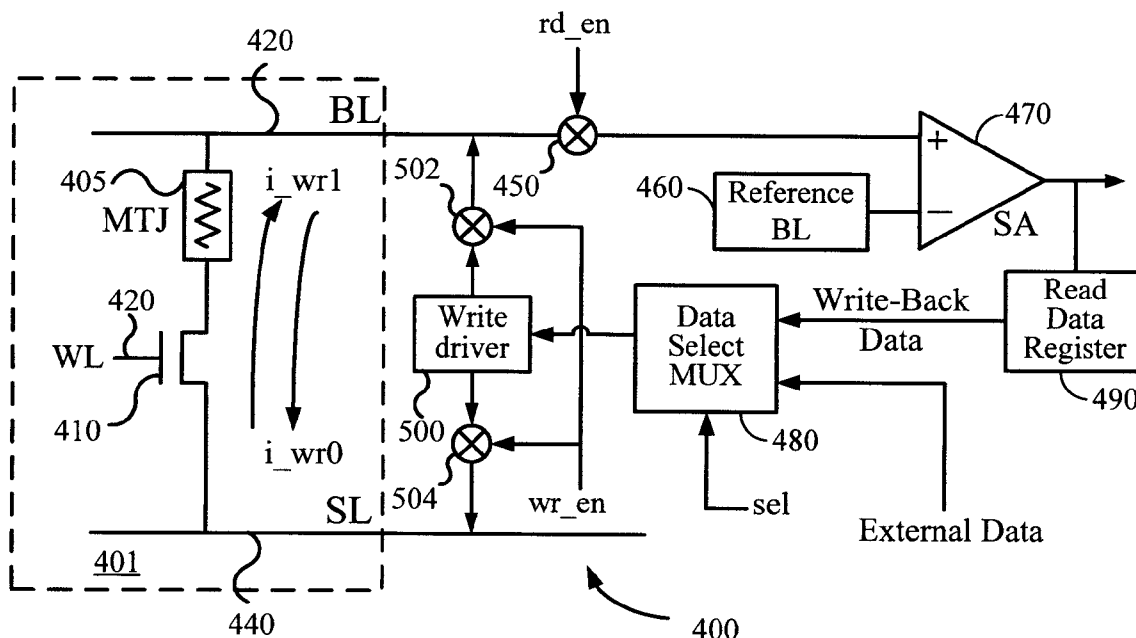 rd_en
420
BL
470
+
405
i_wr1
502
450
460
Reference
BL
−
SA
MTJ
420
WL
Write
driver
Data
Select
MUX
Write-Back
Data
Read
Data
Register
410
500
480
490
i_wr0
504
SL
wr_en
sel
External Data
401
440
400